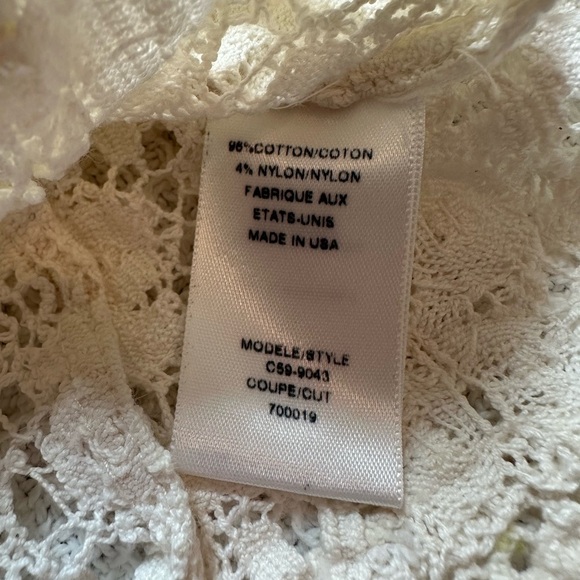 96%COTTON/COTON
4% NYLON/NYLON
FABRIQUE AUX
ETATS-UNIS
MADE IN USA
MODELE/STYLE
C59-9043
COUPE/CUT
700019